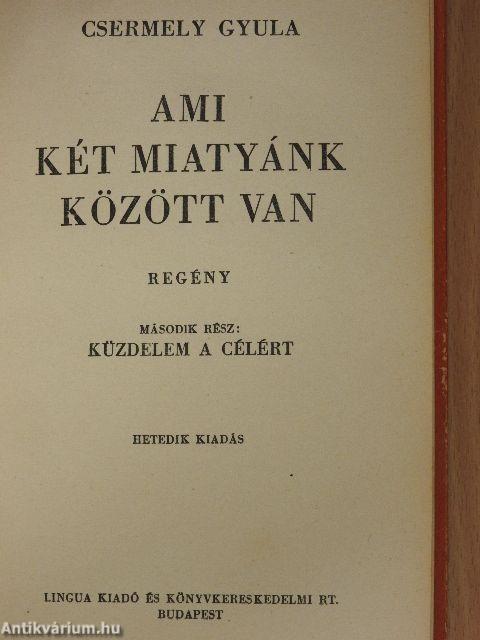 CSERMELY GYULA
AMI
KÉT MIATYÁNK
KÖZÖTT VAN
REGÉNY
MÁSODIK RÉSZ:
KÜZDELEM A CÉLÉRT
HETEDIK KIADÁS
LINGUA KIADÓ ÉS KÖNYVKERESKEDELMI RT.
BUDAPEST
Antikvárium.hu